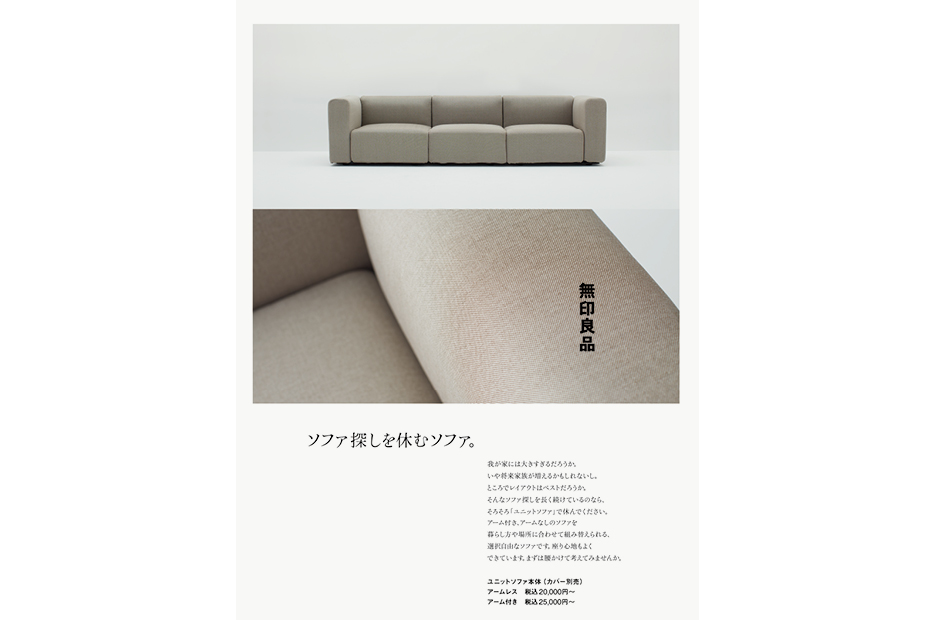 無印良品
ソファ探しを休むソファ。
我が家には大きすぎるだろうか。
いや将来家族が増えるかもしれないし。
ところでレイアウトはベストだろうか。
そんなソファ探しを長く続けているのなら、
そろそろ「ユニットソファ」で休んでください。
アーム付き、アームなしのソファを
暮らし方や場所に合わせて組み替えられる、
選択自由なソファです。座り心地もよく
できています。まずは腰かけて考えてみませんか。
ユニットソファ本体（カバー別売）
アームレス 税込20,000円～
アーム付き 税込25,000円～